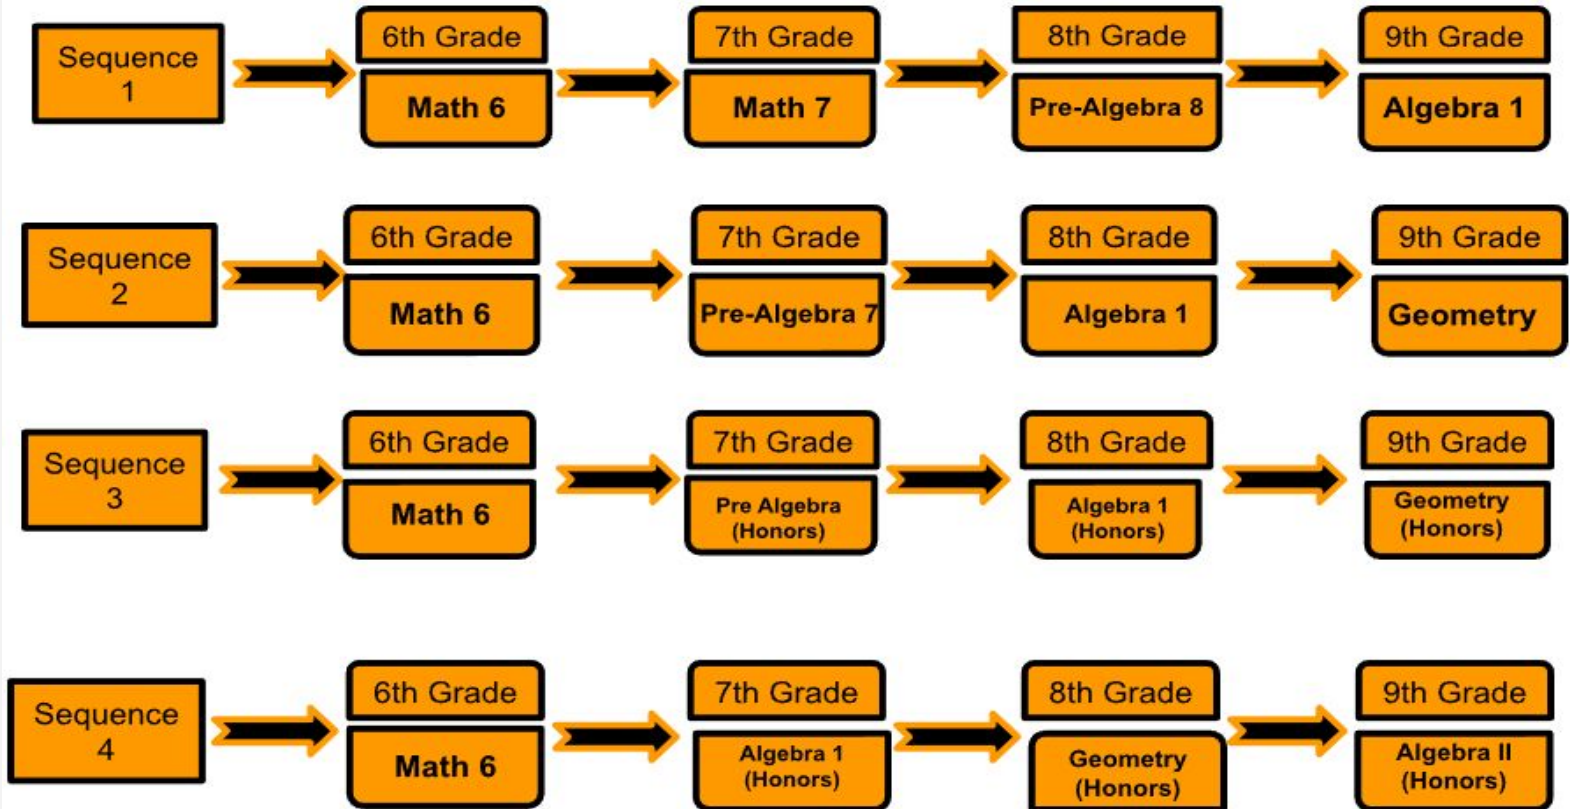 Sequence
1
6th Grade
Math 6
7th Grade
Math 7
8th Grade
Pre-Algebra 8
9th Grade
Algebra 1
Sequence
2
6th Grade
Math 6
7th Grade
Pre-Algebra 7
8th Grade
Algebra 1
9th Grade
Geometry
Sequence
3
6th Grade
Math 6
7th Grade
Pre Algebra
(Honors)
8th Grade
Algebra 1
(Honors)
9th Grade
Geometry
(Honors)
Sequence
4
6th Grade
Math 6
7th Grade
Algebra 1
(Honors)
8th Grade
Geometry
(Honors)
9th Grade
Algebra II
(Honors)